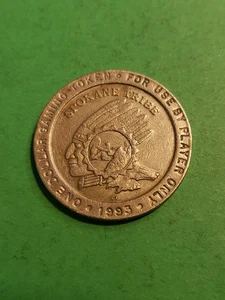 ONE DOLLAR GAMING TOKEN • FOR USE BY PLAYER ONLY •
SPOKANE TRIBE
• 1993 •